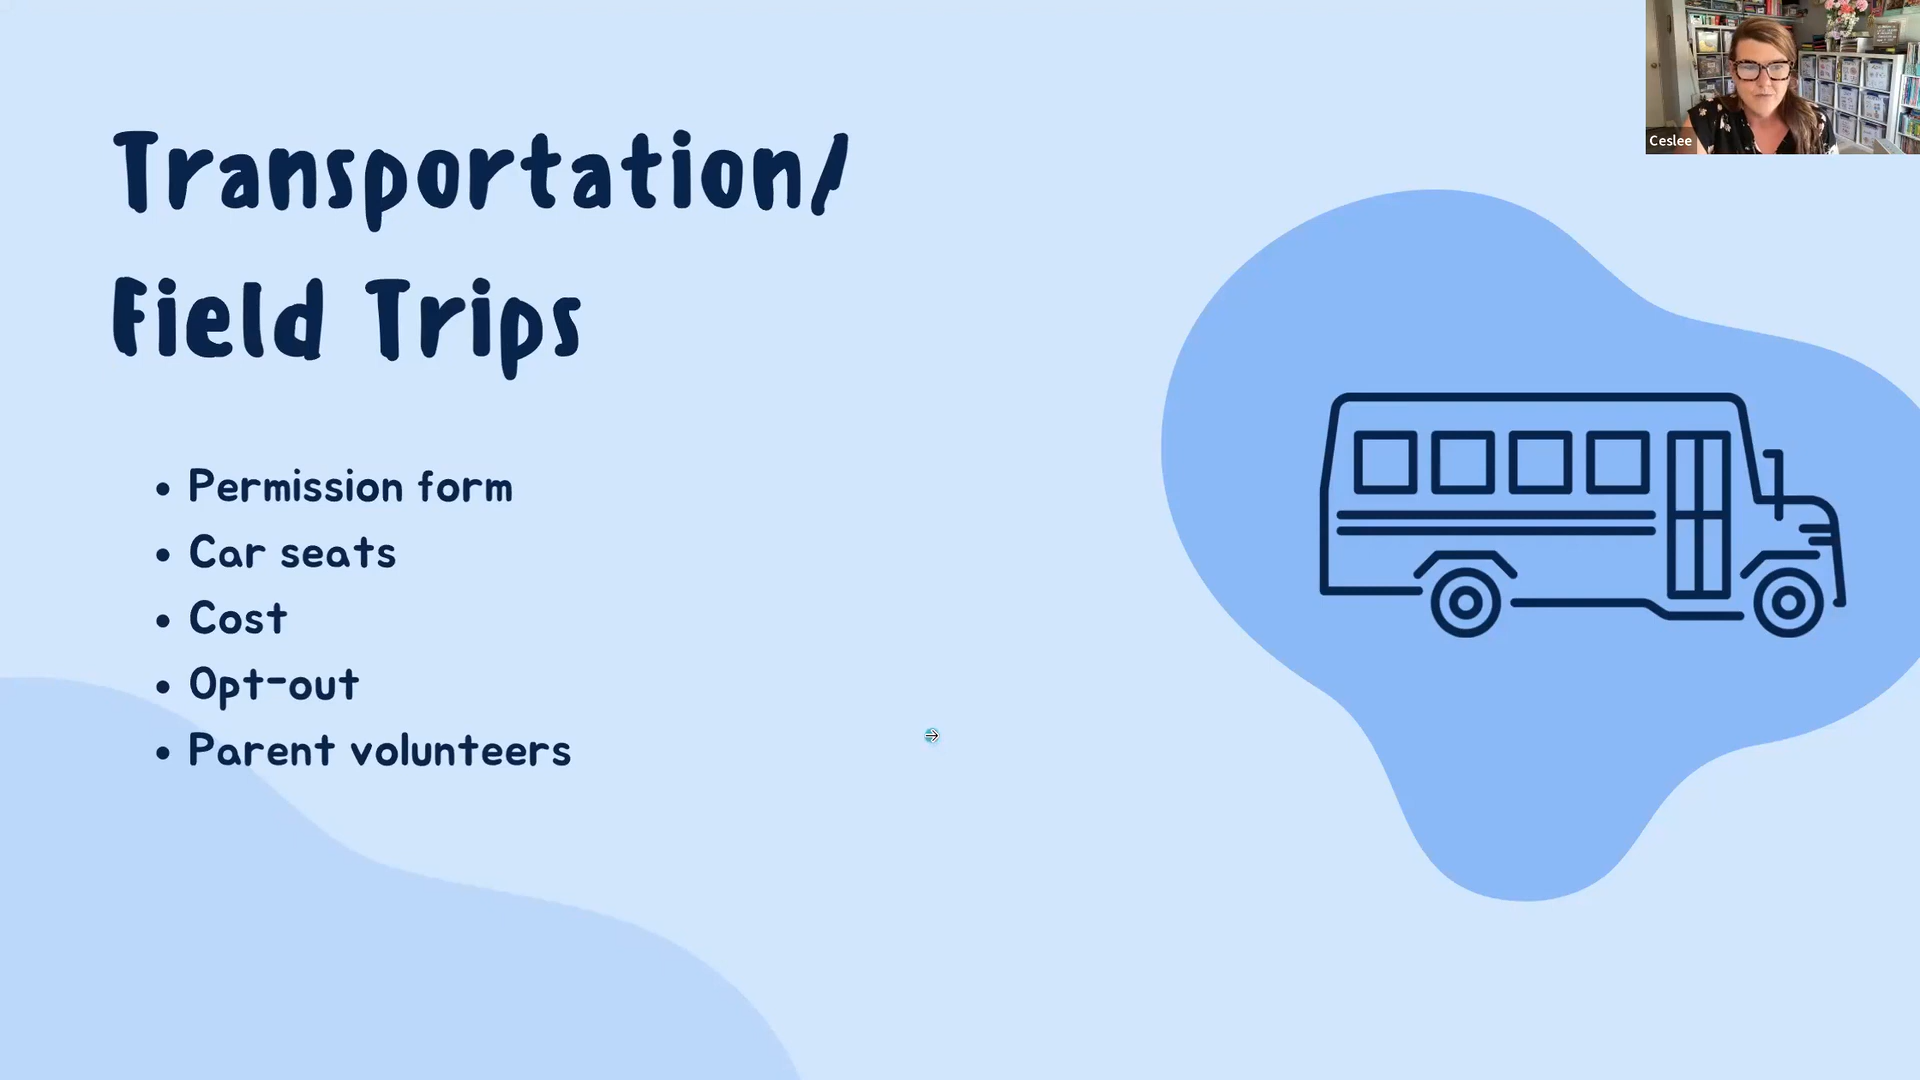 Transportation/
Field Trips
• Permission form
• Car seats
• Cost
• Opt-out
• Parent volunteers
Ceslee